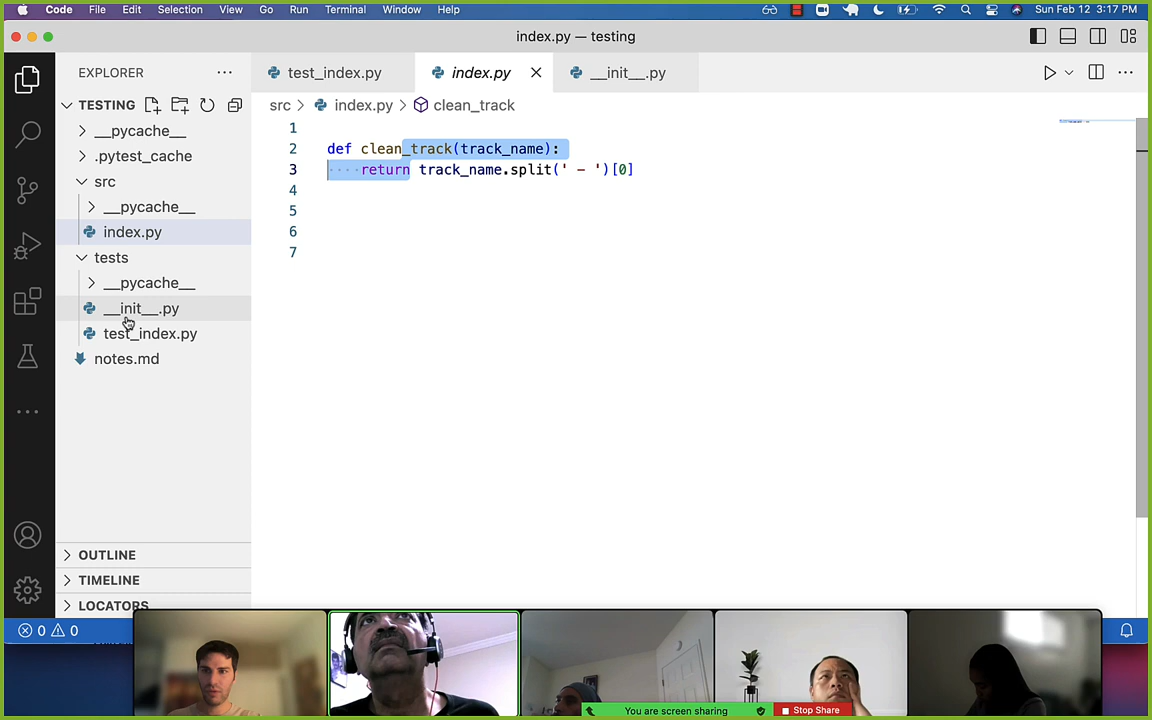 Code File Edit Selection View Go Run Terminal Window Help Sun Feb 12 3:17 PM
index.py — testing
EXPLORER ··· test_index.py index.py __init__.py ···
TESTING src > index.py > clean_track
__pycache__
.pytest_cache
src
__pycache__
index.py
tests
__pycache__
__init__.py
test_index.py
notes.md
1
2 def clean_track(track_name):
3 ····return track_name.split(' - ')[0]
4
5
6
7
OUTLINE
TIMELINE
LOCATORS
0 0
You are screen sharing Stop Share